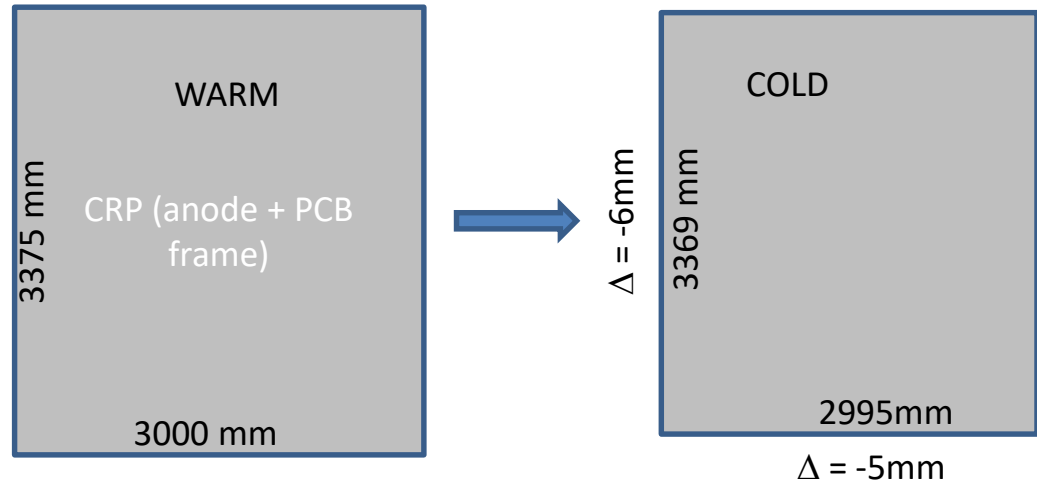 WARM
CRP (anode + PCB
frame)
3375 mm
3000 mm
COLD
Δ = -6mm
3369 mm
2995mm
Δ = -5mm